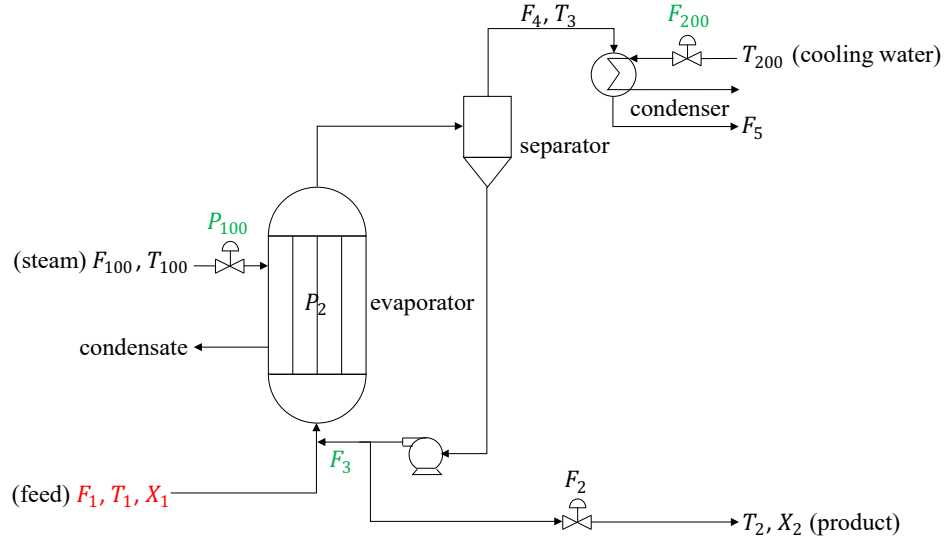 F₄, T₃
F₂₀₀
T₂₀₀ (cooling water)
condenser
F₅
separator
P₁₀₀
(steam) F₁₀₀, T₁₀₀
P₂
evaporator
condensate
F₃
(feed) F₁, T₁, X₁
F₂
T₂, X₂ (product)